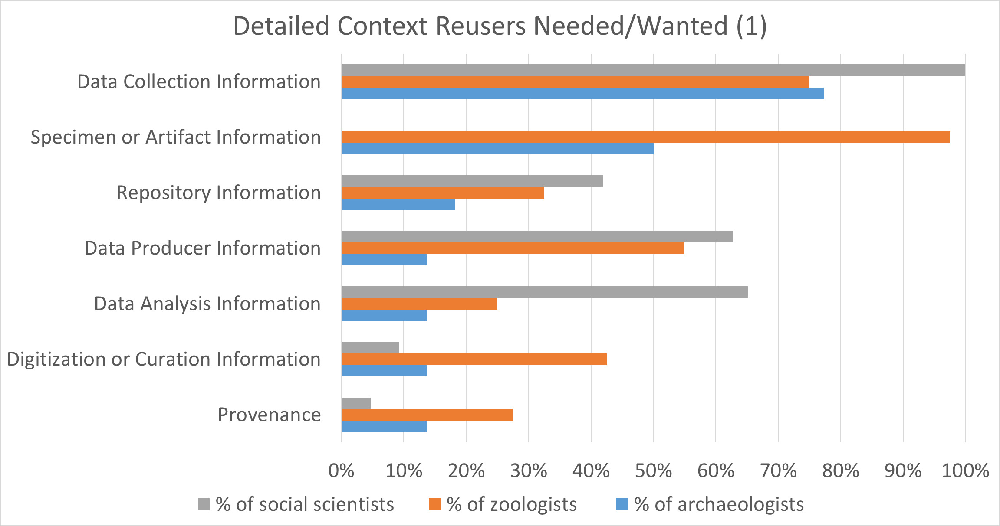 Detailed Context Reusers Needed/Wanted (1)
Data Collection Information
Specimen or Artifact Information
Repository Information
Data Producer Information
Data Analysis Information
Digitization or Curation Information
Provenance
0% 10% 20% 30% 40% 50% 60% 70% 80% 90% 100%
% of social scientists % of zoologists % of archaeologists